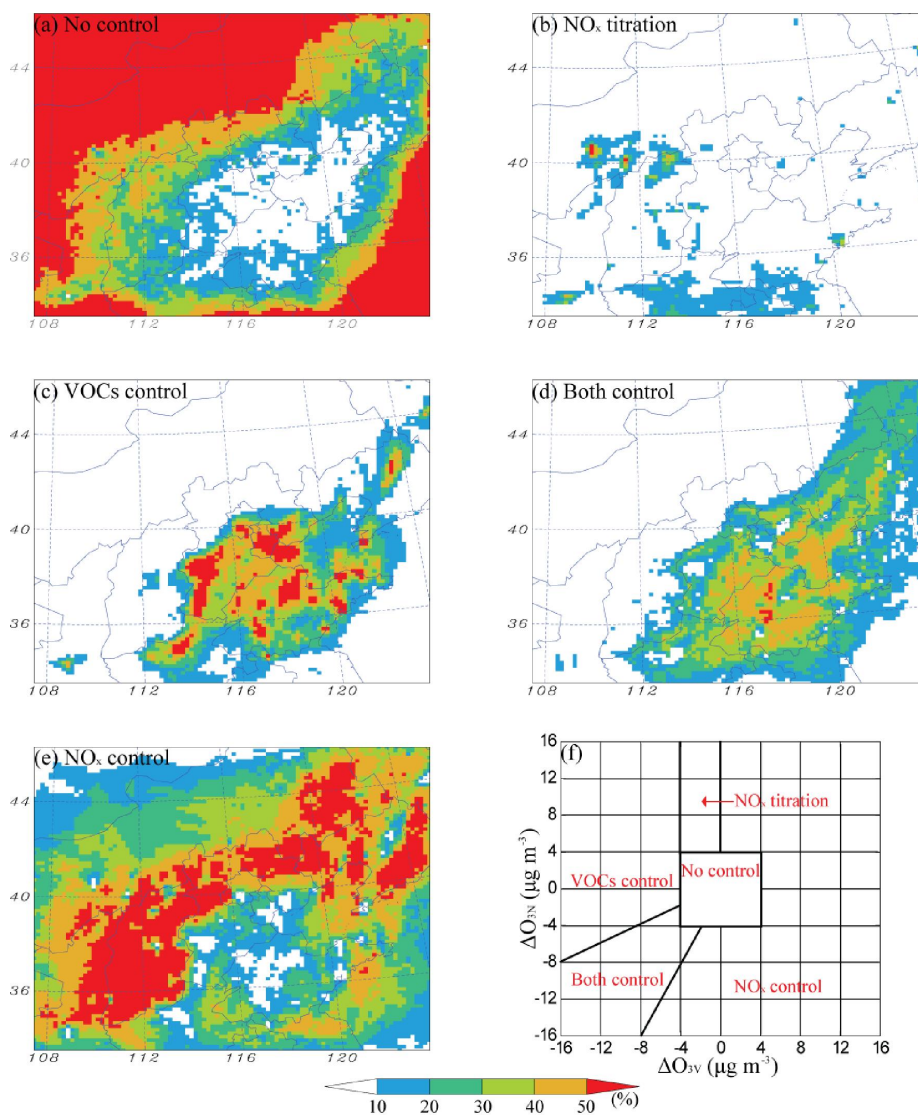 (a) No control
44
40
36
108 112 116 120
(b) NOx titration
44
40
36
108 112 116 120
(c) VOCs control
44
40
36
108 112 116 120
(d) Both control
44
40
36
108 112 116 120
(e) NOx control
44
40
36
108 112 116 120
(f)
16
12
8
4
0
-4
-8
-12
-16
ΔO3N (μg m-3)
NOx titration
VOCs control
No control
Both control
NOx control
-16 -12 -8 -4 0 4 8 12 16
ΔO3V (μg m-3)
10 20 30 40 50 (%)